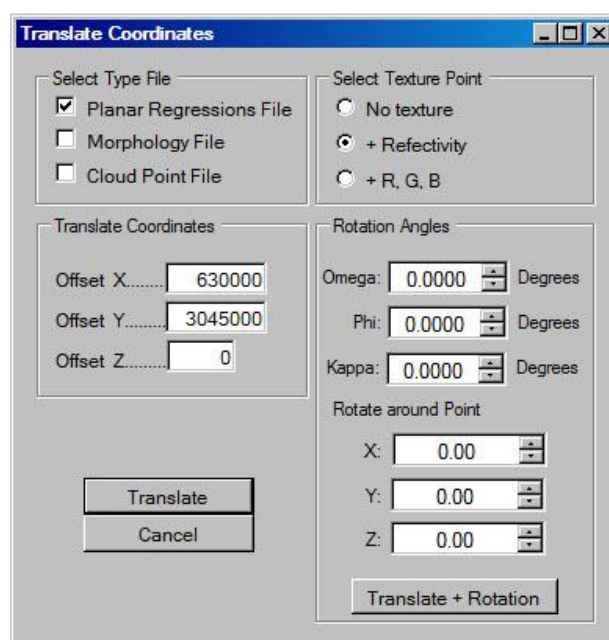 Translate Coordinates
Select Type File
Planar Regressions File
Morphology File
Cloud Point File
Select Texture Point
No texture
+ Refectivity
+ R, G, B
Translate Coordinates
Offset X........ 630000
Offset Y........ 3045000
Offset Z......... 0
Rotation Angles
Omega: 0.0000 Degrees
Phi: 0.0000 Degrees
Kappa: 0.0000 Degrees
Rotate around Point
X: 0.00
Y: 0.00
Z: 0.00
Translate + Rotation
Translate
Cancel